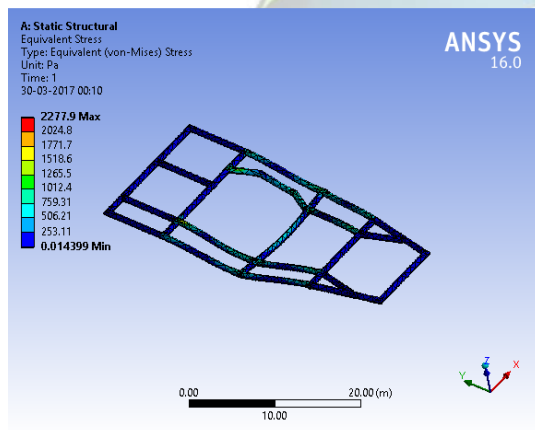 A: Static Structural
Equivalent Stress
Type: Equivalent (von-Mises) Stress
Unit: Pa
Time: 1
30-03-2017 00:10
ANSYS
16.0
2277.9 Max
2024.8
1771.7
1518.6
1265.5
1012.4
759.31
506.21
253.11
0.014399 Min
Z
X
Y
0.00
20.00 (m)
10.00